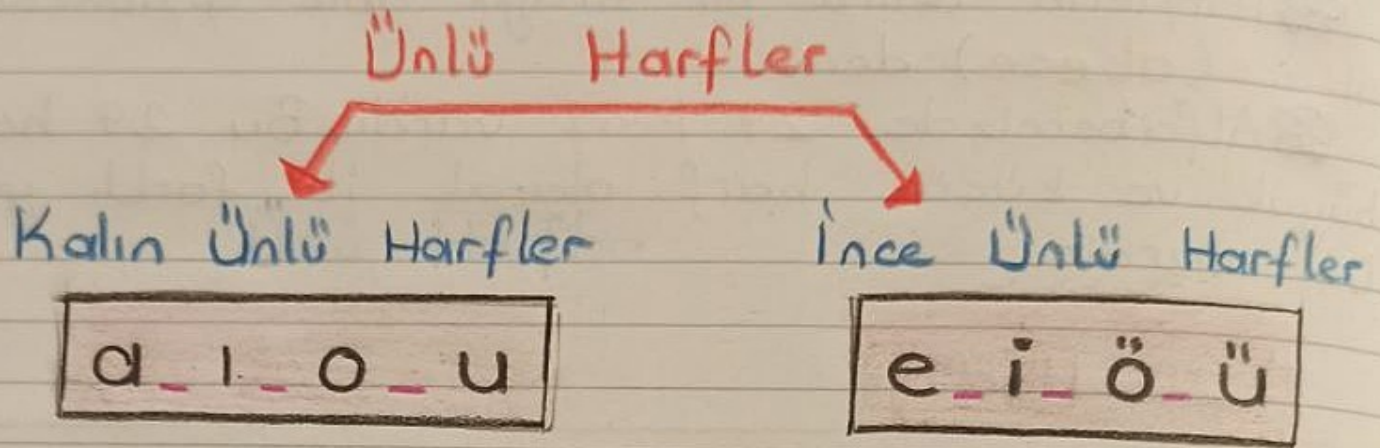 Ünlü Harfler
Kalın Ünlü Harfler
İnce Ünlü Harfler
a - ı - o - u
e - i - ö - ü